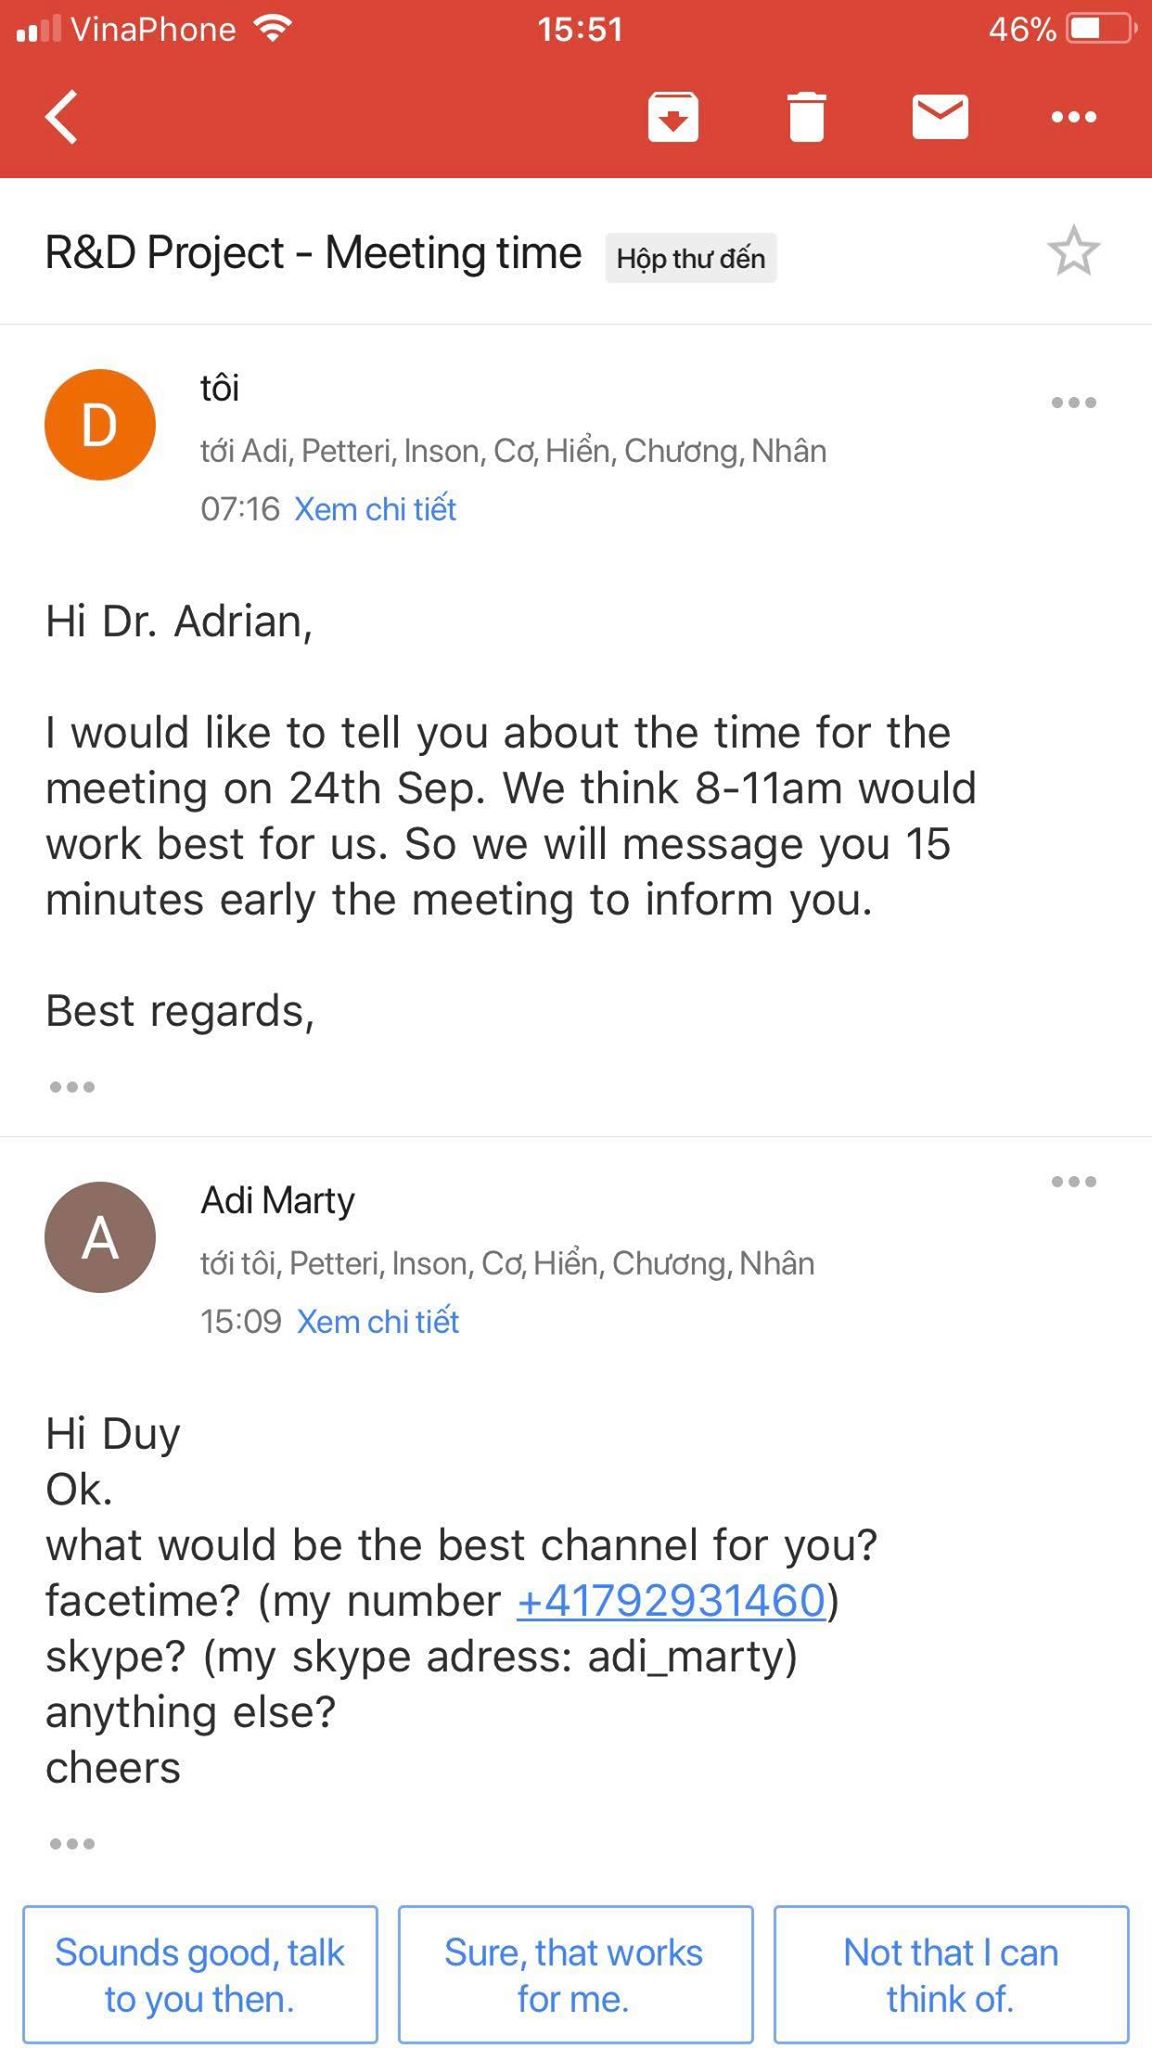 VinaPhone 15:51 46%
R&D Project - Meeting time Hộp thư đến
D
tôi
tới Adi, Petteri, Inson, Cơ, Hiển, Chương, Nhân
07:16 Xem chi tiết
Hi Dr. Adrian,
I would like to tell you about the time for the
meeting on 24th Sep. We think 8-11am would
work best for us. So we will message you 15
minutes early the meeting to inform you.
Best regards,
A
Adi Marty
tới tôi, Petteri, Inson, Cơ, Hiển, Chương, Nhân
15:09 Xem chi tiết
Hi Duy
Ok.
what would be the best channel for you?
facetime? (my number +41792931460)
skype? (my skype adress: adi_marty)
anything else?
cheers
Sounds good, talk
to you then.
Sure, that works
for me.
Not that I can
think of.